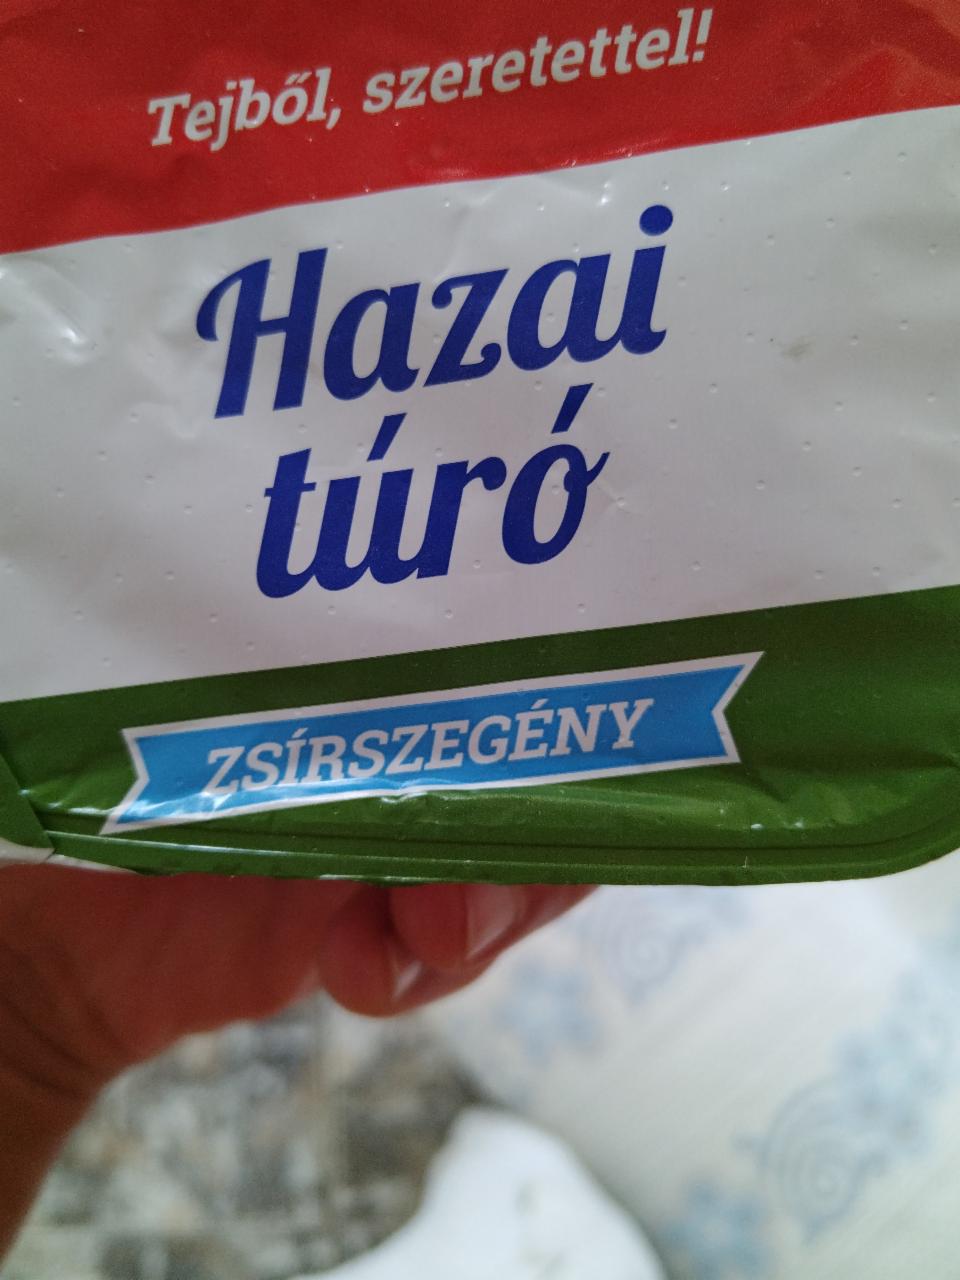 Tejből, szeretettel!
Hazai
túró
ZSÍRSZEGÉNY